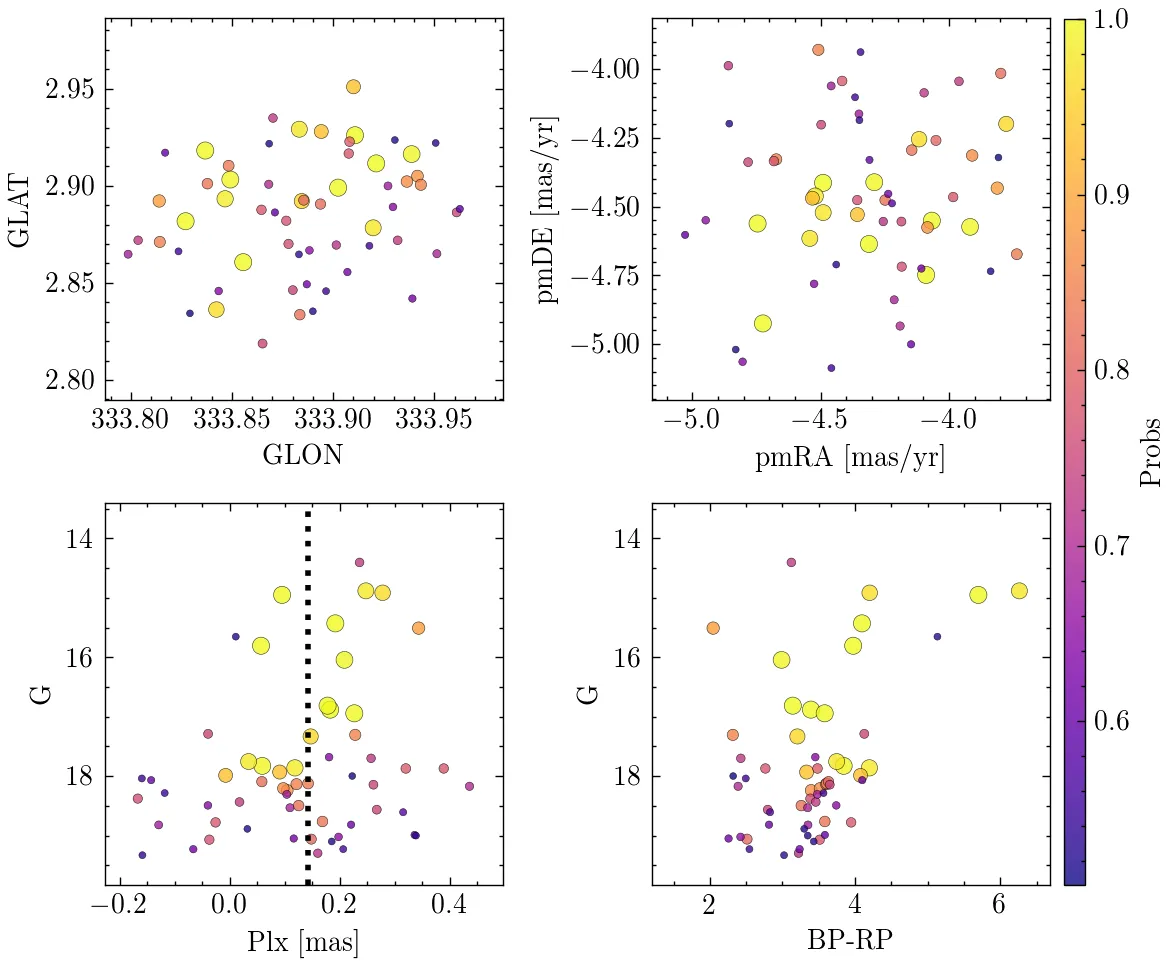 2.95
2.90
2.85
2.80
GLAT
333.80 333.85 333.90 333.95
GLON
−4.00
−4.25
−4.50
−4.75
−5.00
pmDE [mas/yr]
−5.0 −4.5 −4.0
pmRA [mas/yr]
1.0
0.9
0.8
0.7
0.6
Probs
14
16
18
G
−0.2 0.0 0.2 0.4
Plx [mas]
14
16
18
G
2 4 6
BP-RP